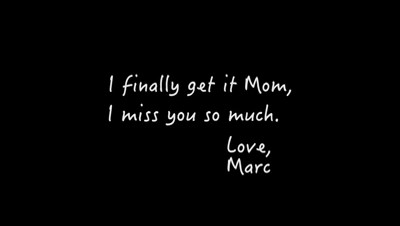 I finally get it Mom,
I miss you so much.
Love,
Marc